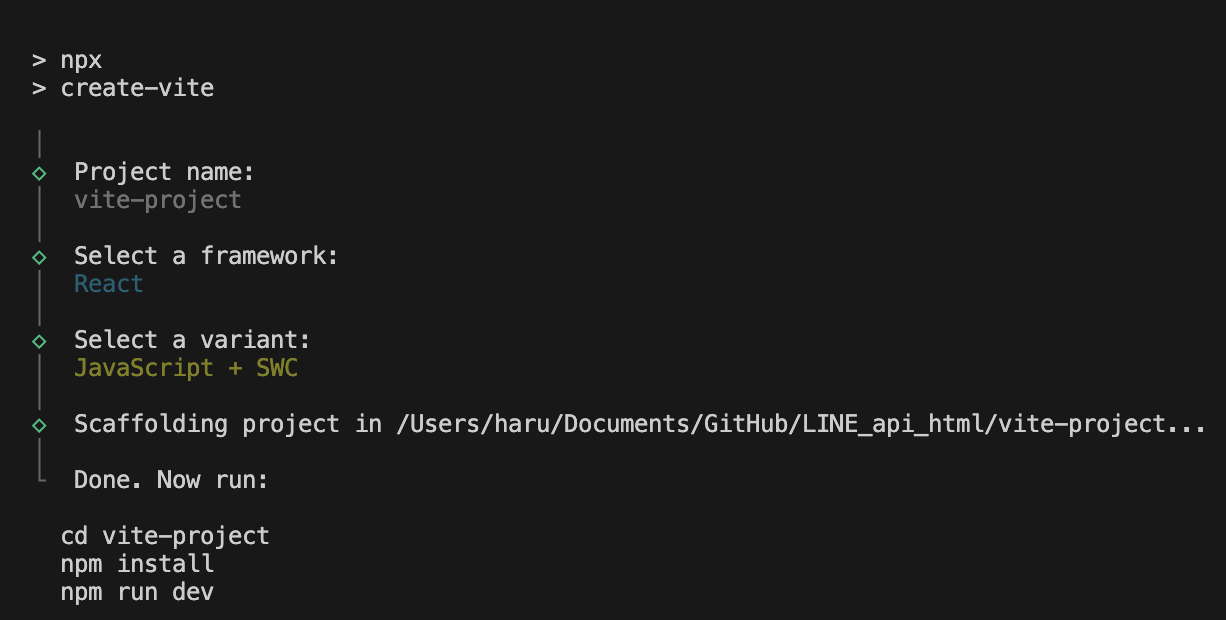 > npx
> create-vite
Project name:
vite-project
Select a framework:
React
Select a variant:
JavaScript + SWC
Scaffolding project in /Users/haru/Documents/GitHub/LINE_api_html/vite-project...
Done. Now run:
cd vite-project
npm install
npm run dev